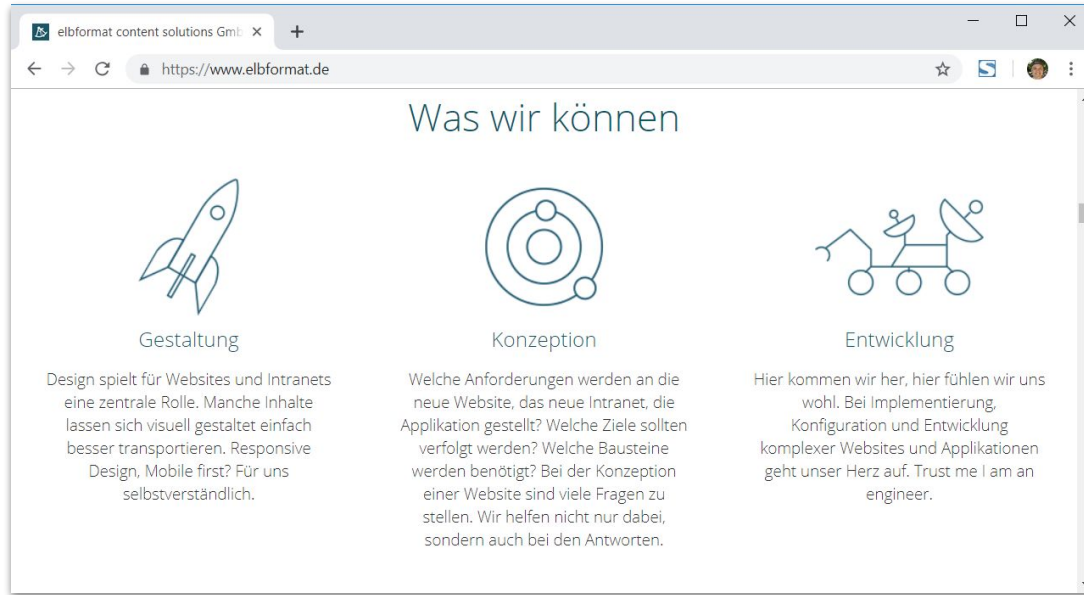 elbformat content solutions Gmb
https://www.elbformat.de
Was wir können
Gestaltung
Design spielt für Websites und Intranets
eine zentrale Rolle. Manche Inhalte
lassen sich visuell gestaltet einfach
besser transportieren. Responsive
Design, Mobile first? Für uns
selbstverständlich.
Konzeption
Welche Anforderungen werden an die
neue Website, das neue Intranet, die
Applikation gestellt? Welche Ziele sollten
verfolgt werden? Welche Bausteine
werden benötigt? Bei der Konzeption
einer Website sind viele Fragen zu
stellen. Wir helfen nicht nur dabei,
sondern auch bei den Antworten.
Entwicklung
Hier kommen wir her, hier fühlen wir uns
wohl. Bei Implementierung,
Konfiguration und Entwicklung
komplexer Websites und Applikationen
geht unser Herz auf. Trust me I am an
engineer.